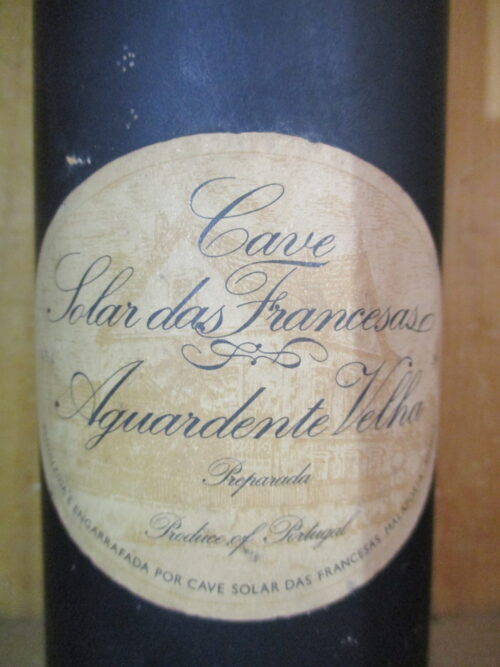 Cave
Solar das Francesas
Aguardente Velha
Preparada
Produce of Portugal
E ENGARRAFADA POR CAVE SOLAR DAS FRANCESAS